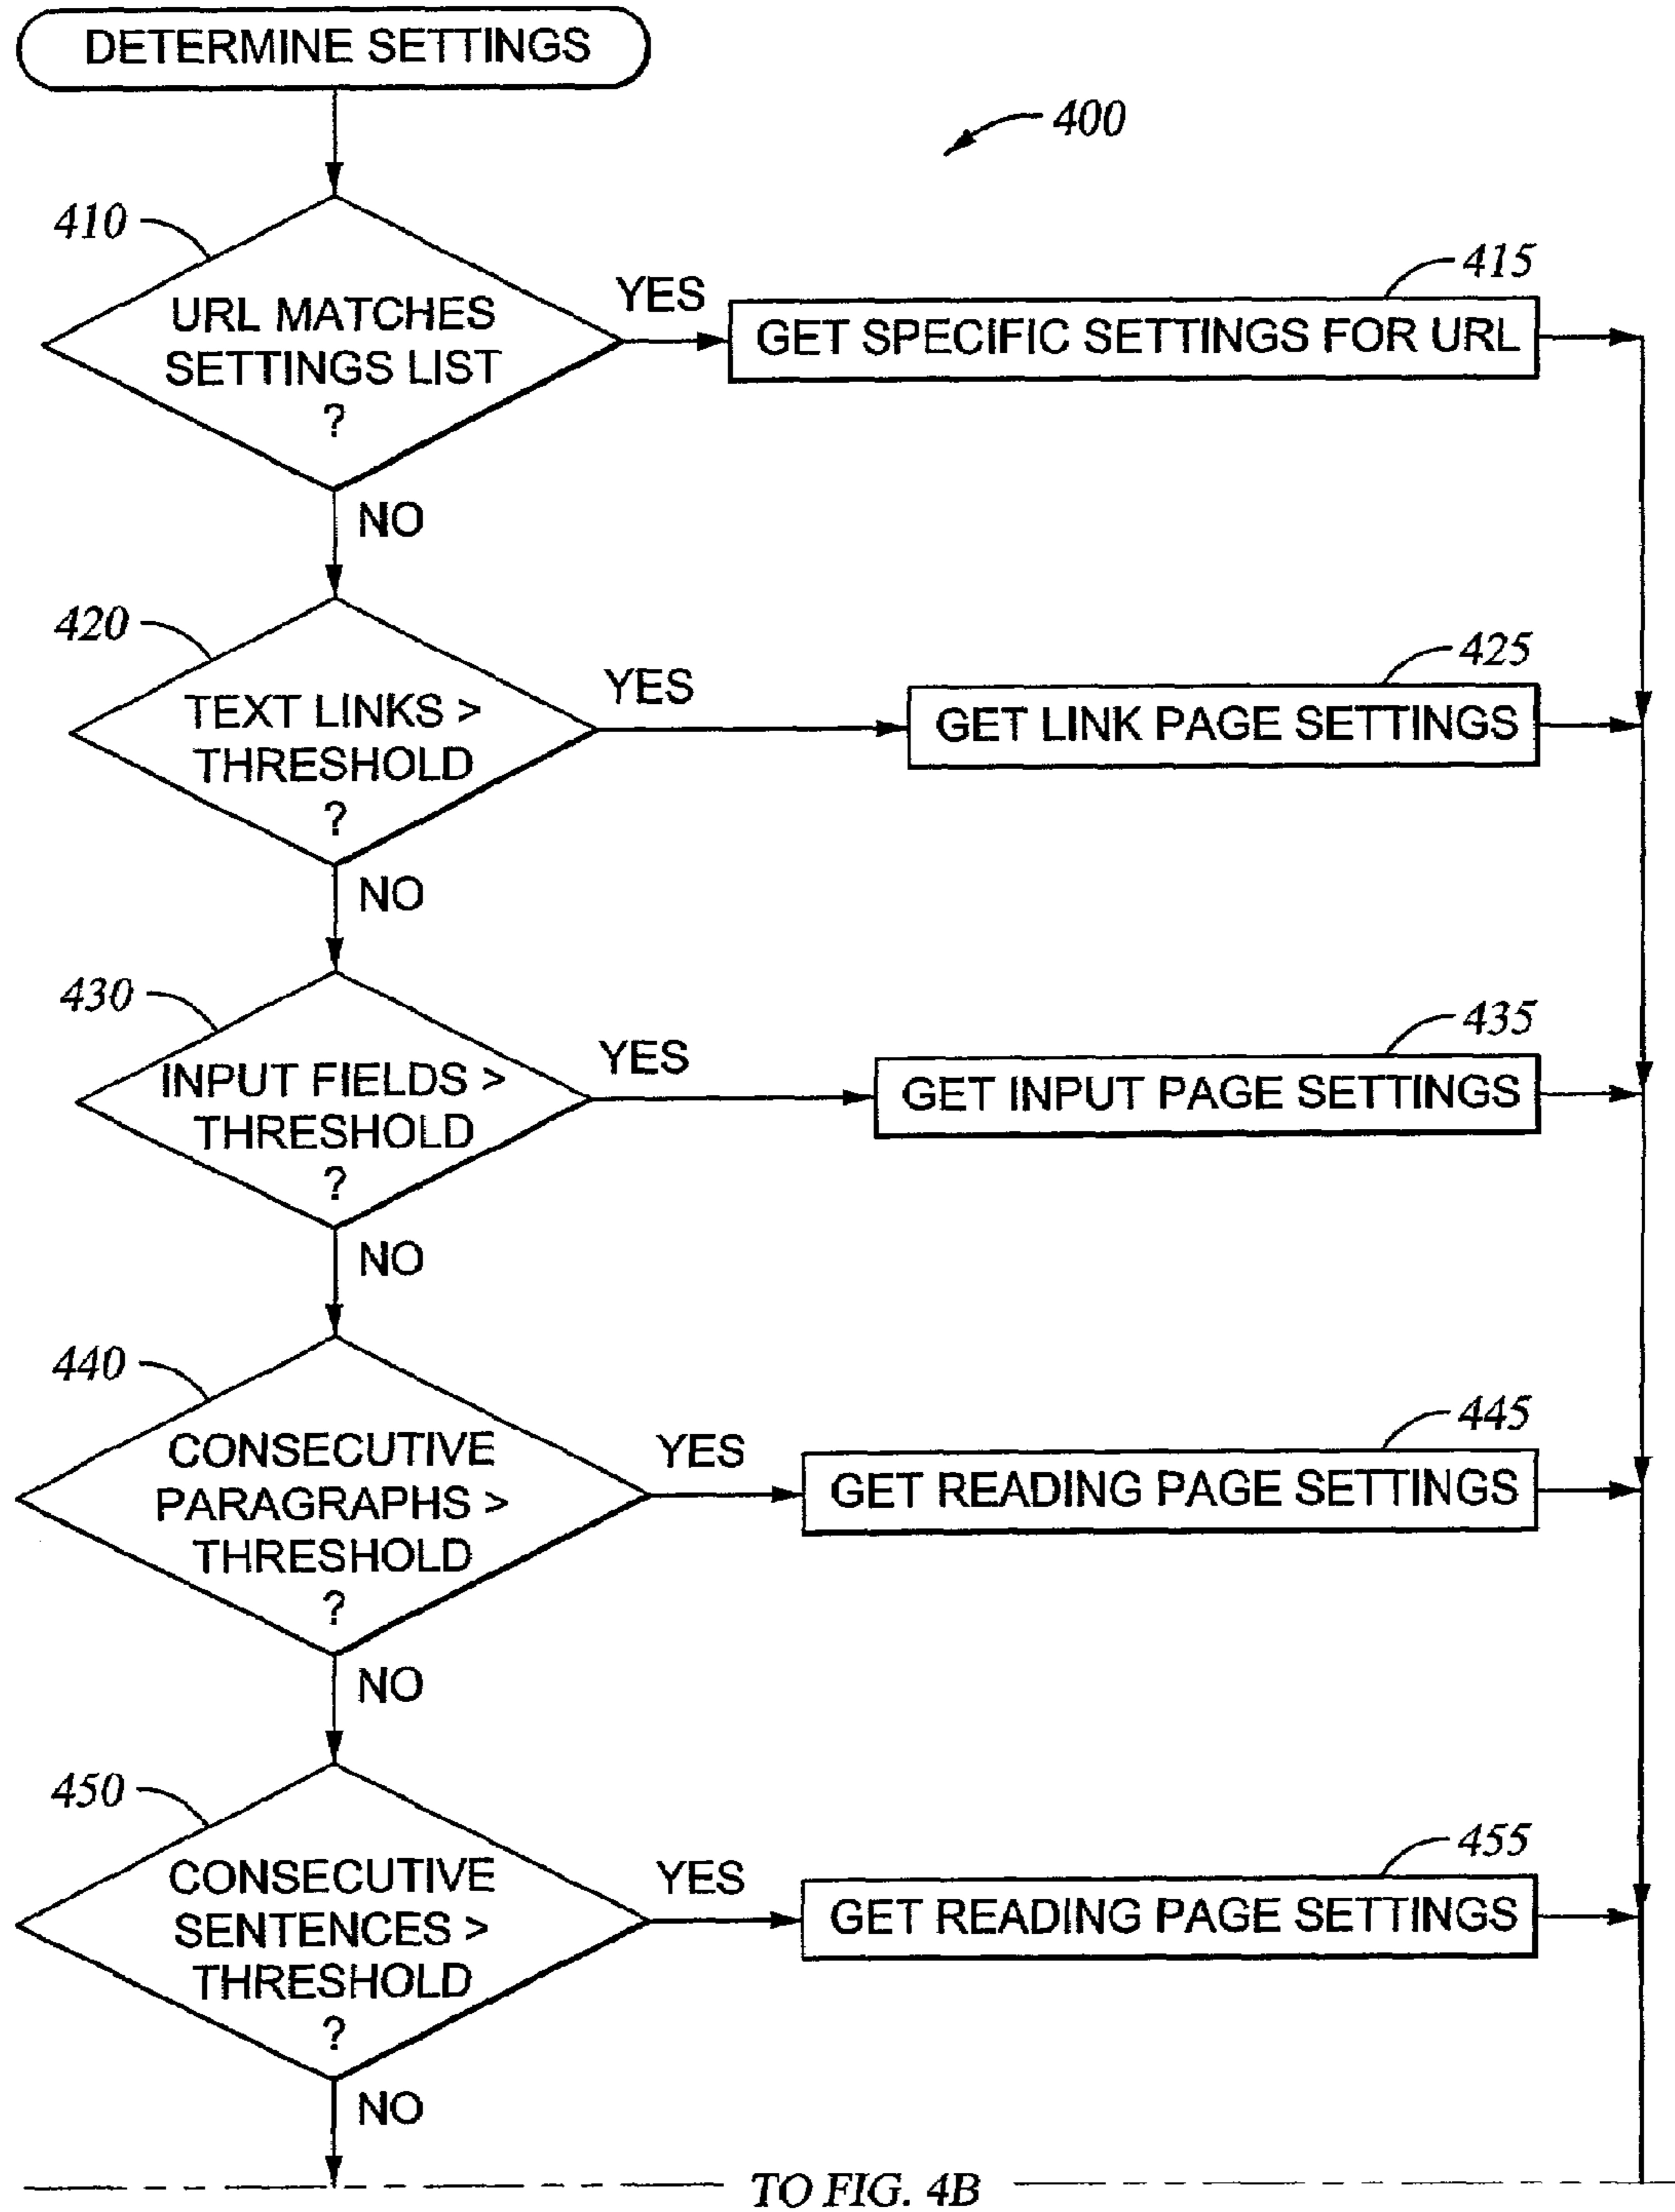 DETERMINE SETTINGS
400
410
URL MATCHES
SETTINGS LIST
?
YES
GET SPECIFIC SETTINGS FOR URL
415
NO
420
TEXT LINKS >
THRESHOLD
?
YES
GET LINK PAGE SETTINGS
425
NO
430
INPUT FIELDS >
THRESHOLD
?
YES
GET INPUT PAGE SETTINGS
435
NO
440
CONSECUTIVE
PARAGRAPHS >
THRESHOLD
?
YES
GET READING PAGE SETTINGS
445
NO
450
CONSECUTIVE
SENTENCES >
THRESHOLD
?
YES
GET READING PAGE SETTINGS
455
NO
TO FIG. 4B